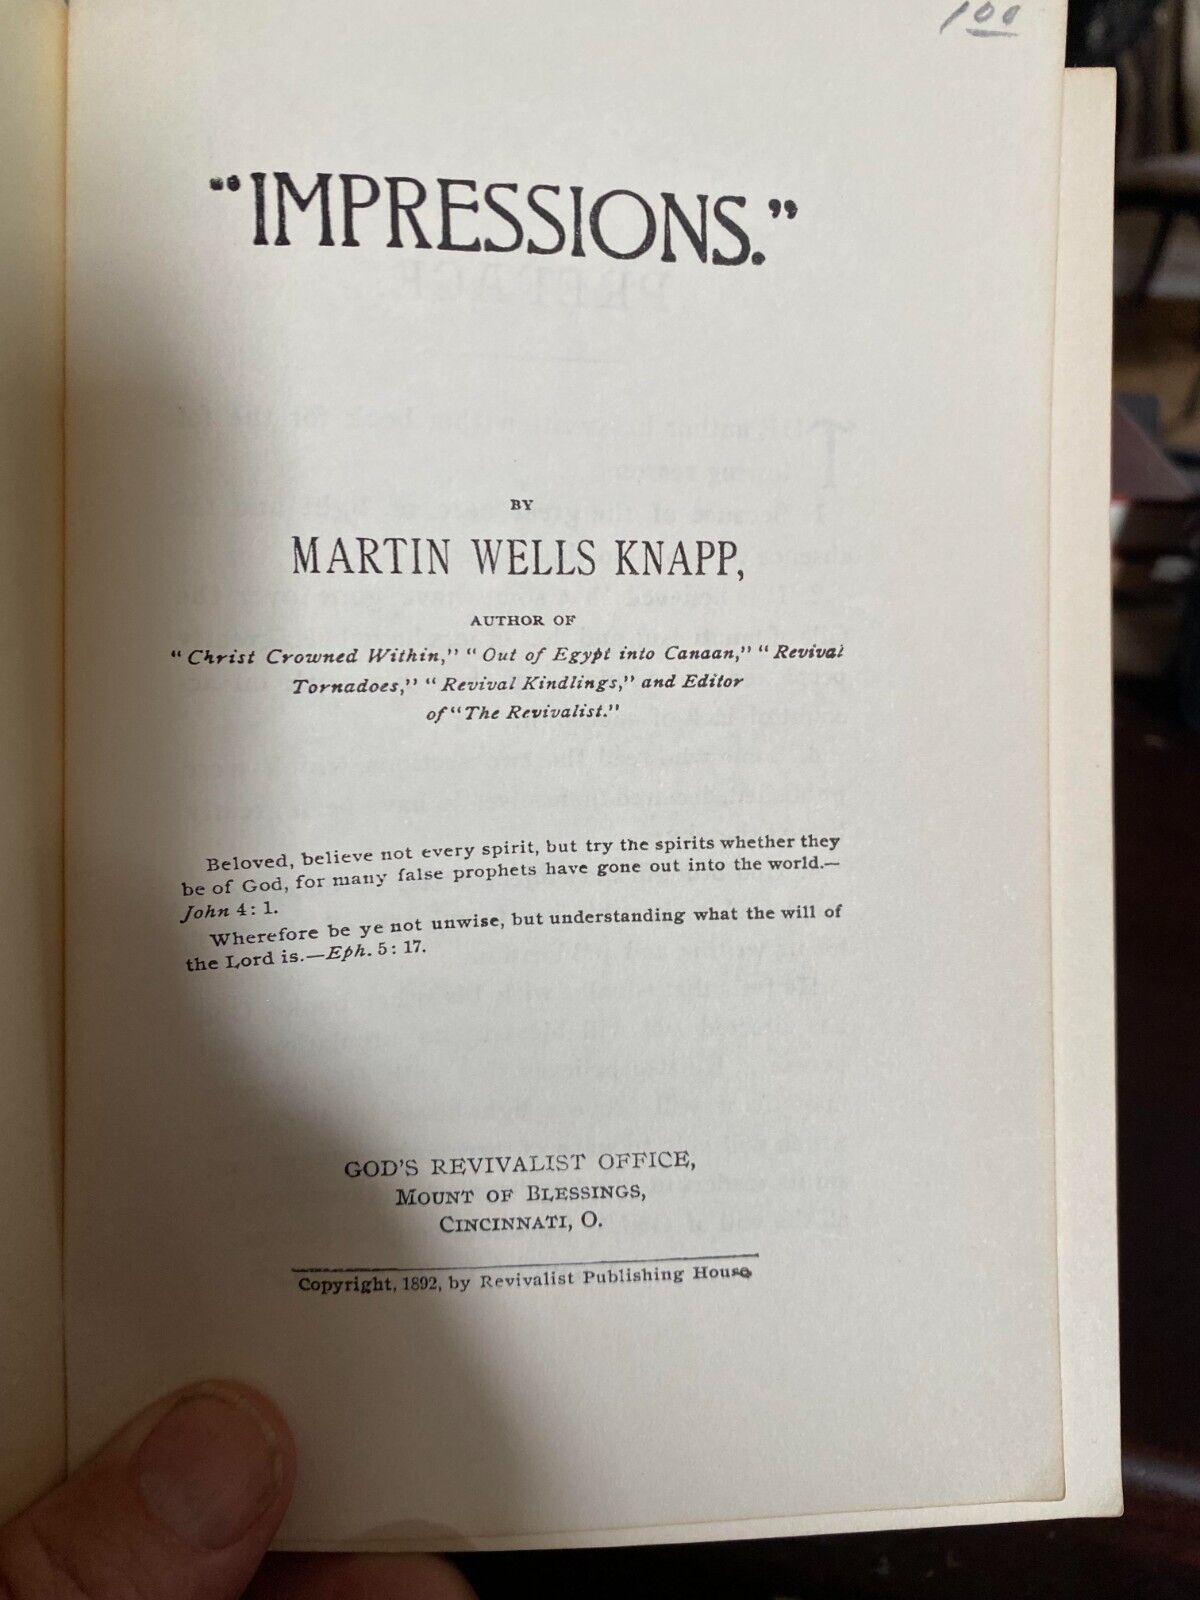 100
"IMPRESSIONS."
BY
MARTIN WELLS KNAPP,
AUTHOR OF
"Christ Crowned Within," "Out of Egypt into Canaan," "Revival
Tornadoes," "Revival Kindlings," and Editor
of "The Revivalist."
Beloved, believe not every spirit, but try the spirits whether they
be of God, for many false prophets have gone out into the world.—
John 4: 1.
Wherefore be ye not unwise, but understanding what the will of
the Lord is.—Eph. 5: 17.
GOD'S REVIVALIST OFFICE,
MOUNT OF BLESSINGS,
CINCINNATI, O.
Copyright, 1892, by Revivalist Publishing House